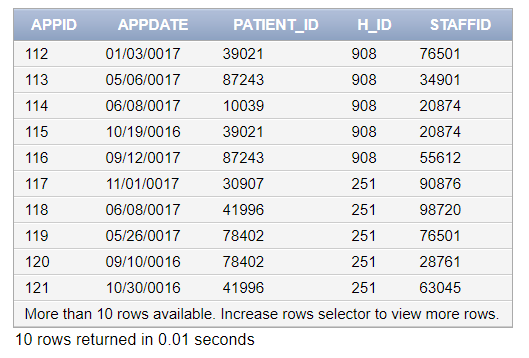 APPID APPDATE PATIENT_ID H_ID STAFFID
112 01/03/0017 39021 908 76501
113 05/06/0017 87243 908 34901
114 06/08/0017 10039 908 20874
115 10/19/0016 39021 908 20874
116 09/12/0017 87243 908 55612
117 11/01/0017 30907 251 90876
118 06/08/0017 41996 251 98720
119 05/26/0017 78402 251 76501
120 09/10/0016 78402 251 28761
121 10/30/0016 41996 251 63045
More than 10 rows available. Increase rows selector to view more rows.
10 rows returned in 0.01 seconds